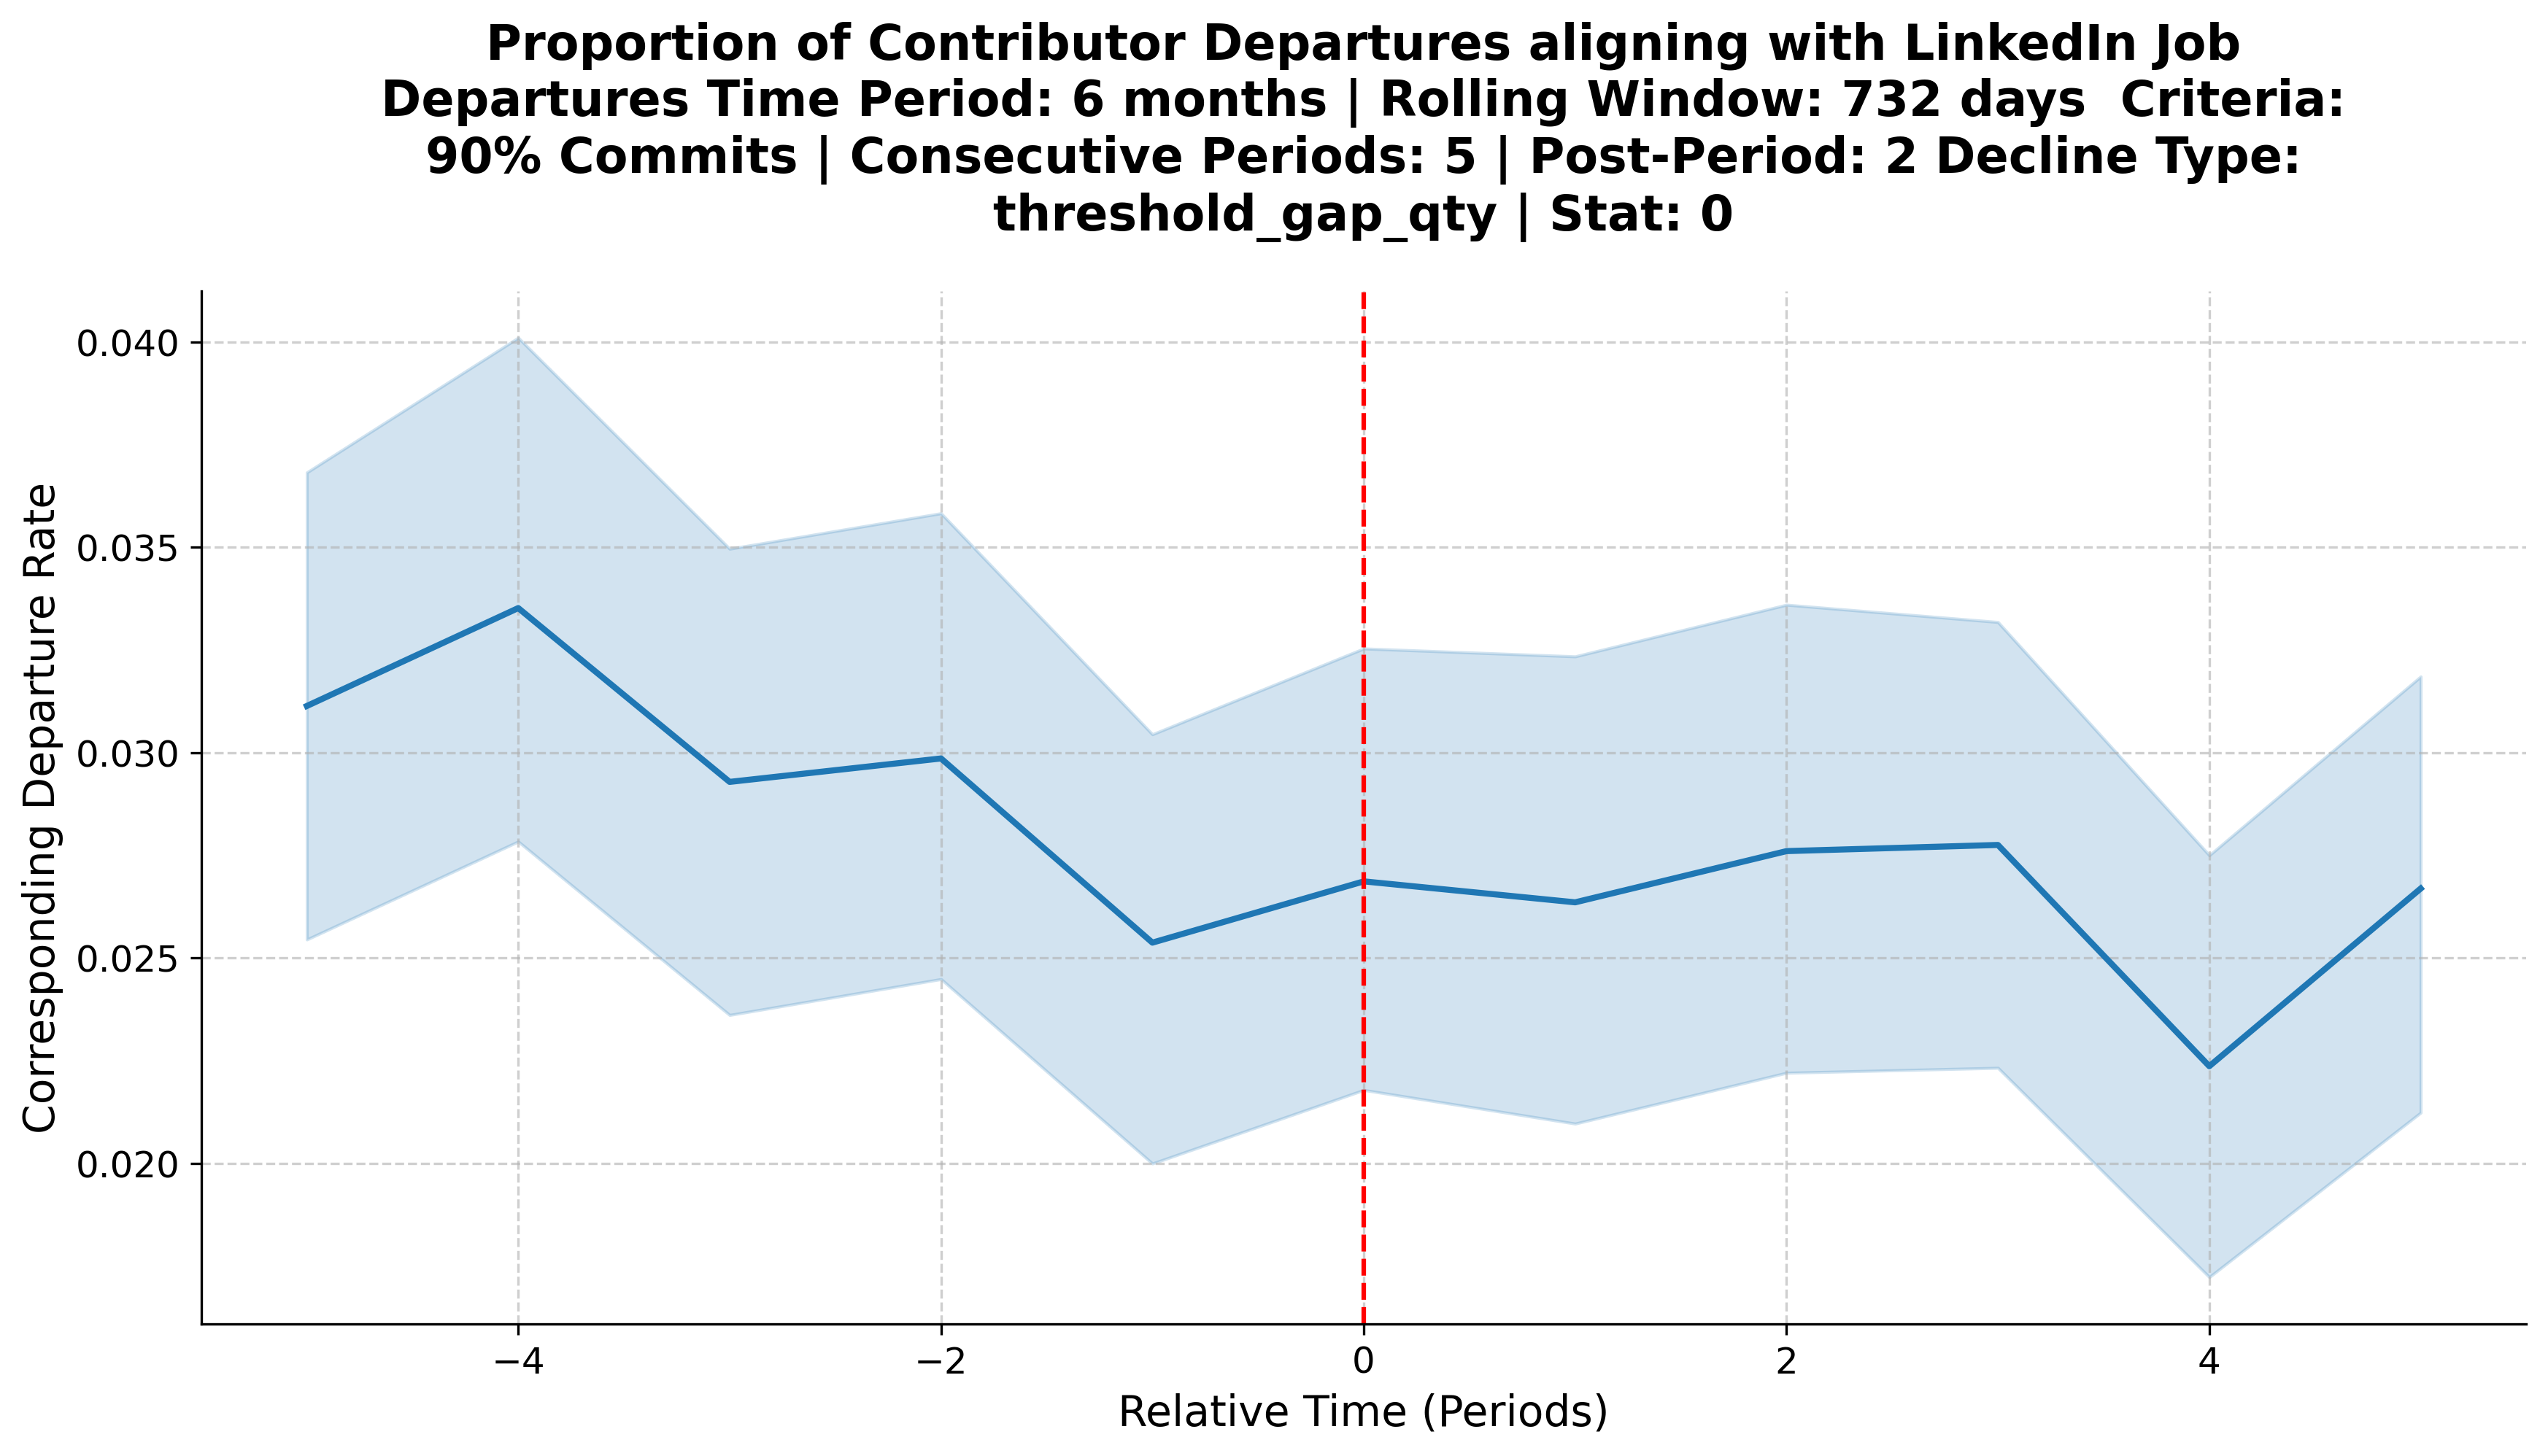 Proportion of Contributor Departures aligning with LinkedIn Job
Departures Time Period: 6 months | Rolling Window: 732 days  Criteria:
90% Commits | Consecutive Periods: 5 | Post-Period: 2 Decline Type:
threshold_gap_qty | Stat: 0
Corresponding Departure Rate
0.040
0.035
0.030
0.025
0.020
−4
−2
0
2
4
Relative Time (Periods)